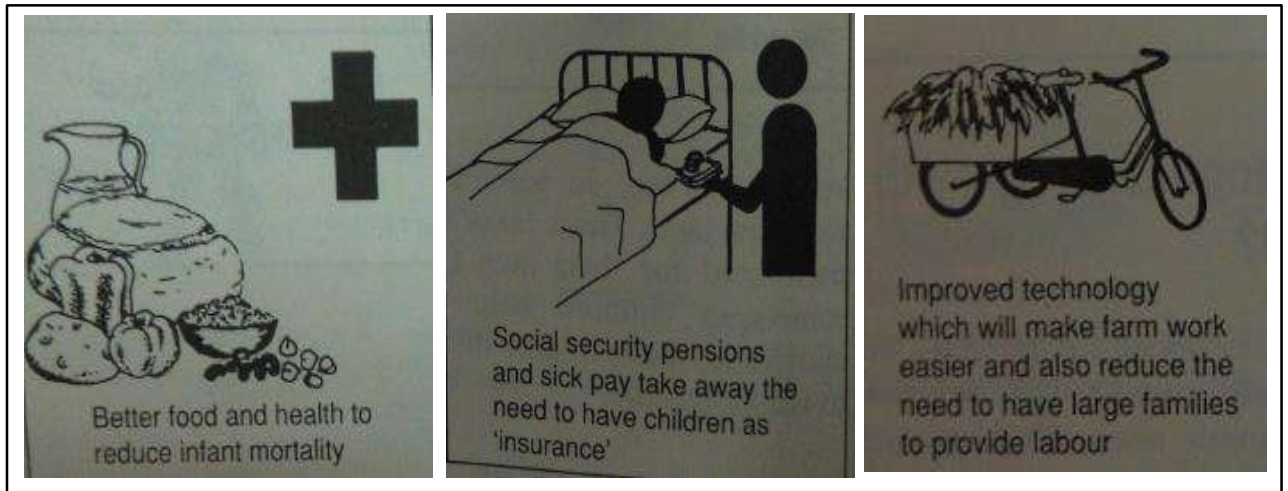 Better food and health to
reduce infant mortality
Social security pensions
and sick pay take away the
need to have children as
'insurance'
Improved technology
which will make farm work
easier and also reduce the
need to have large families
to provide labour